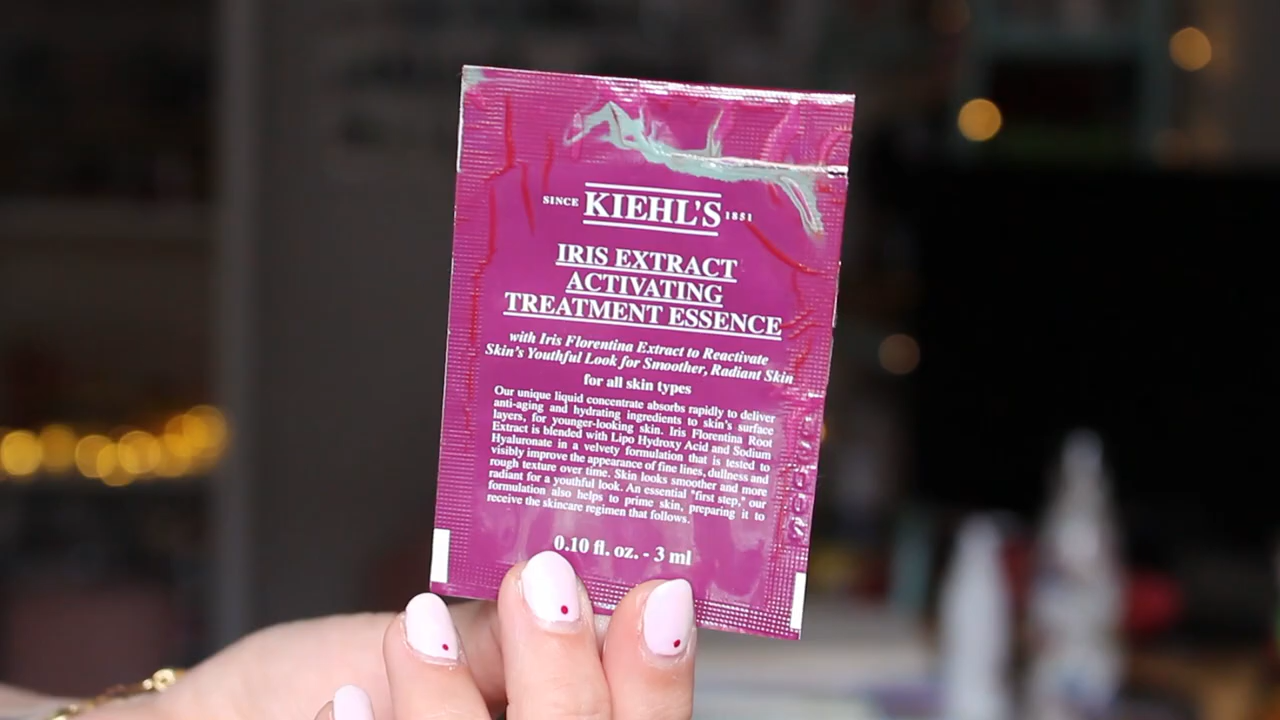 SINCE KIEHL'S 1851
IRIS EXTRACT
ACTIVATING
TREATMENT ESSENCE
with Iris Florentina Extract to Reactivate
Skin's Youthful Look for Smoother, Radiant Skin
for all skin types
Our unique liquid concentrate absorbs rapidly to deliver
anti-aging and hydrating ingredients to skin's surface
layers, for younger-looking skin. Iris Florentina Root
Extract is blended with Lipo Hydroxy Acid and Sodium
Hyaluronate in a velvety formulation that is tested to
visibly improve the appearance of fine lines, dullness and
rough texture over time. Skin looks smoother and more
radiant for a youthful look. An essential "first step," our
formulation also helps to prime skin, preparing it to
receive the skincare regimen that follows.
0.10 fl. oz. - 3 ml